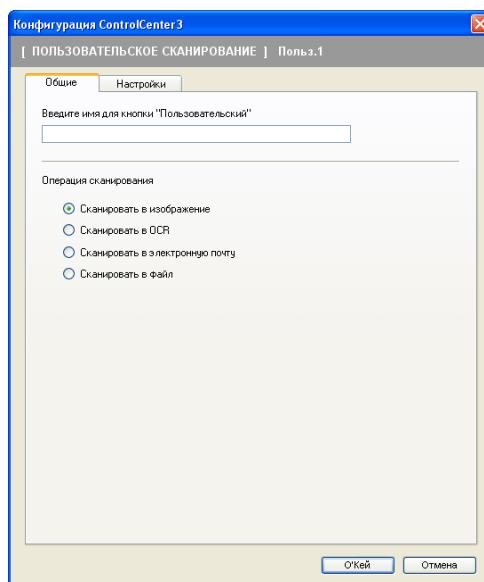 Конфигурация ControlCenter3
[ ПОЛЬЗОВАТЕЛЬСКОЕ СКАНИРОВАНИЕ ] Польз.1
Общие Настройки
Введите имя для кнопки "Пользовательский"
Операция сканирования
Сканировать в изображение
Сканировать в OCR
Сканировать в электронную почту
Сканировать в файл
О'Кей Отмена